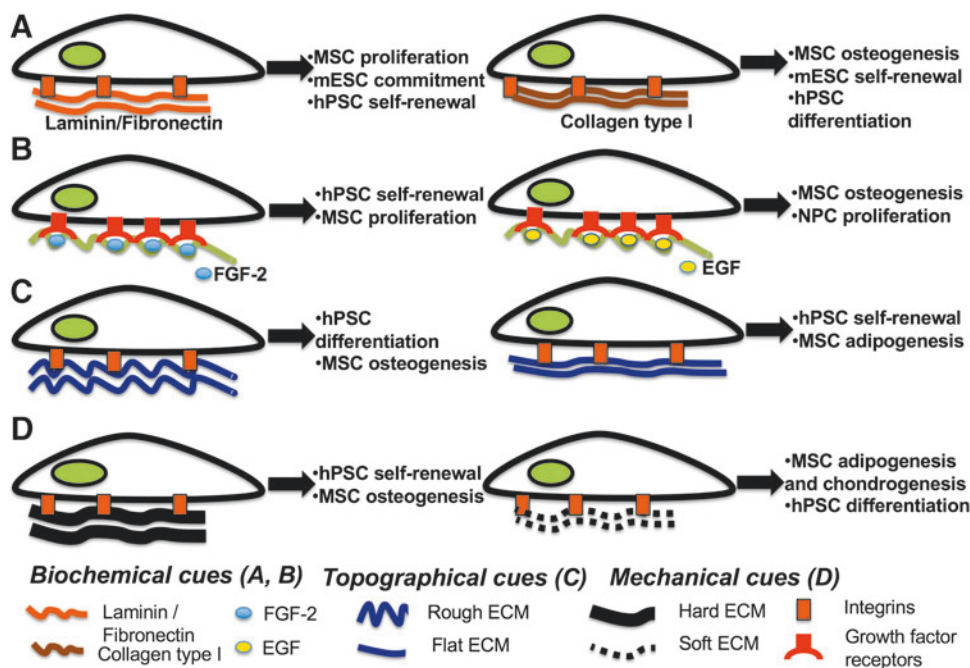 A
•MSC proliferation
•mESC commitment
•hPSC self-renewal
Laminin/Fibronectin
•MSC osteogenesis
•mESC self-renewal
•hPSC
differentiation
Collagen type I
B
•hPSC self-renewal
•MSC proliferation
FGF-2
•MSC osteogenesis
•NPC proliferation
EGF
C
•hPSC
differentiation
•MSC osteogenesis
•hPSC self-renewal
•MSC adipogenesis
D
•hPSC self-renewal
•MSC osteogenesis
•MSC adipogenesis
and chondrogenesis
•hPSC differentiation
Biochemical cues (A, B)
Laminin /
Fibronectin
Collagen type I
FGF-2
EGF
Topographical cues (C)
Rough ECM
Flat ECM
Mechanical cues (D)
Hard ECM
Soft ECM
Integrins
Growth factor
receptors